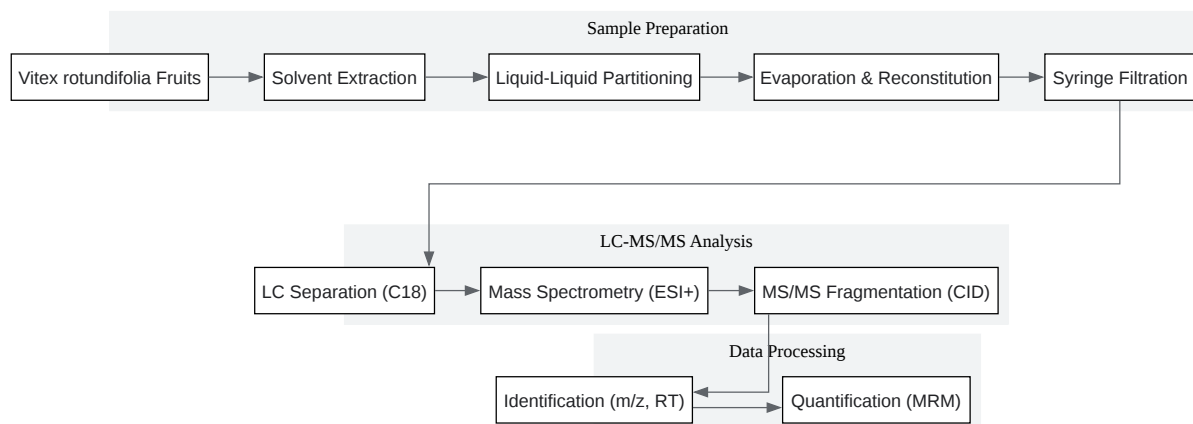 Sample Preparation
Vitex rotundifolia Fruits
Solvent Extraction
Liquid-Liquid Partitioning
Evaporation & Reconstitution
Syringe Filtration
LC-MS/MS Analysis
LC Separation (C18)
Mass Spectrometry (ESI+)
MS/MS Fragmentation (CID)
Data Processing
Identification (m/z, RT)
Quantification (MRM)